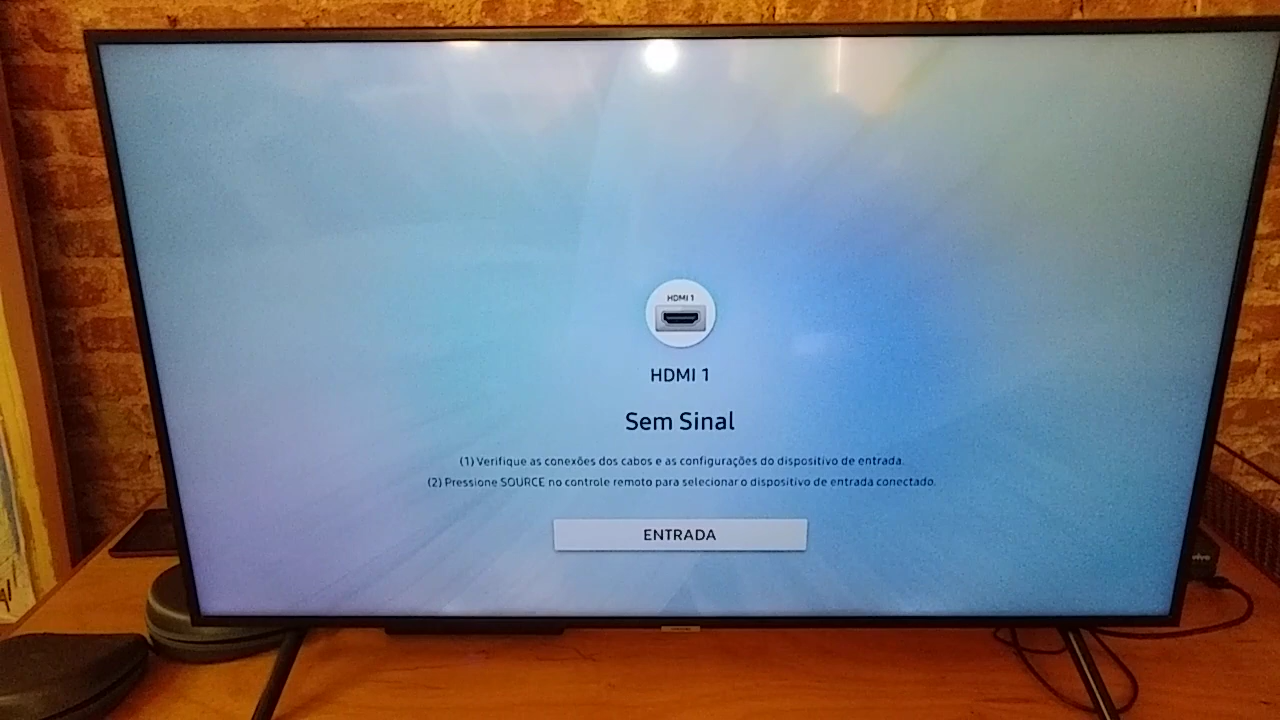 HDMI 1
HDMI 1
Sem Sinal
(1) Verifique as conexões dos cabos e as configurações do dispositivo de entrada.
(2) Pressione SOURCE no controle remoto para selecionar o dispositivo de entrada conectado.
ENTRADA
vivo